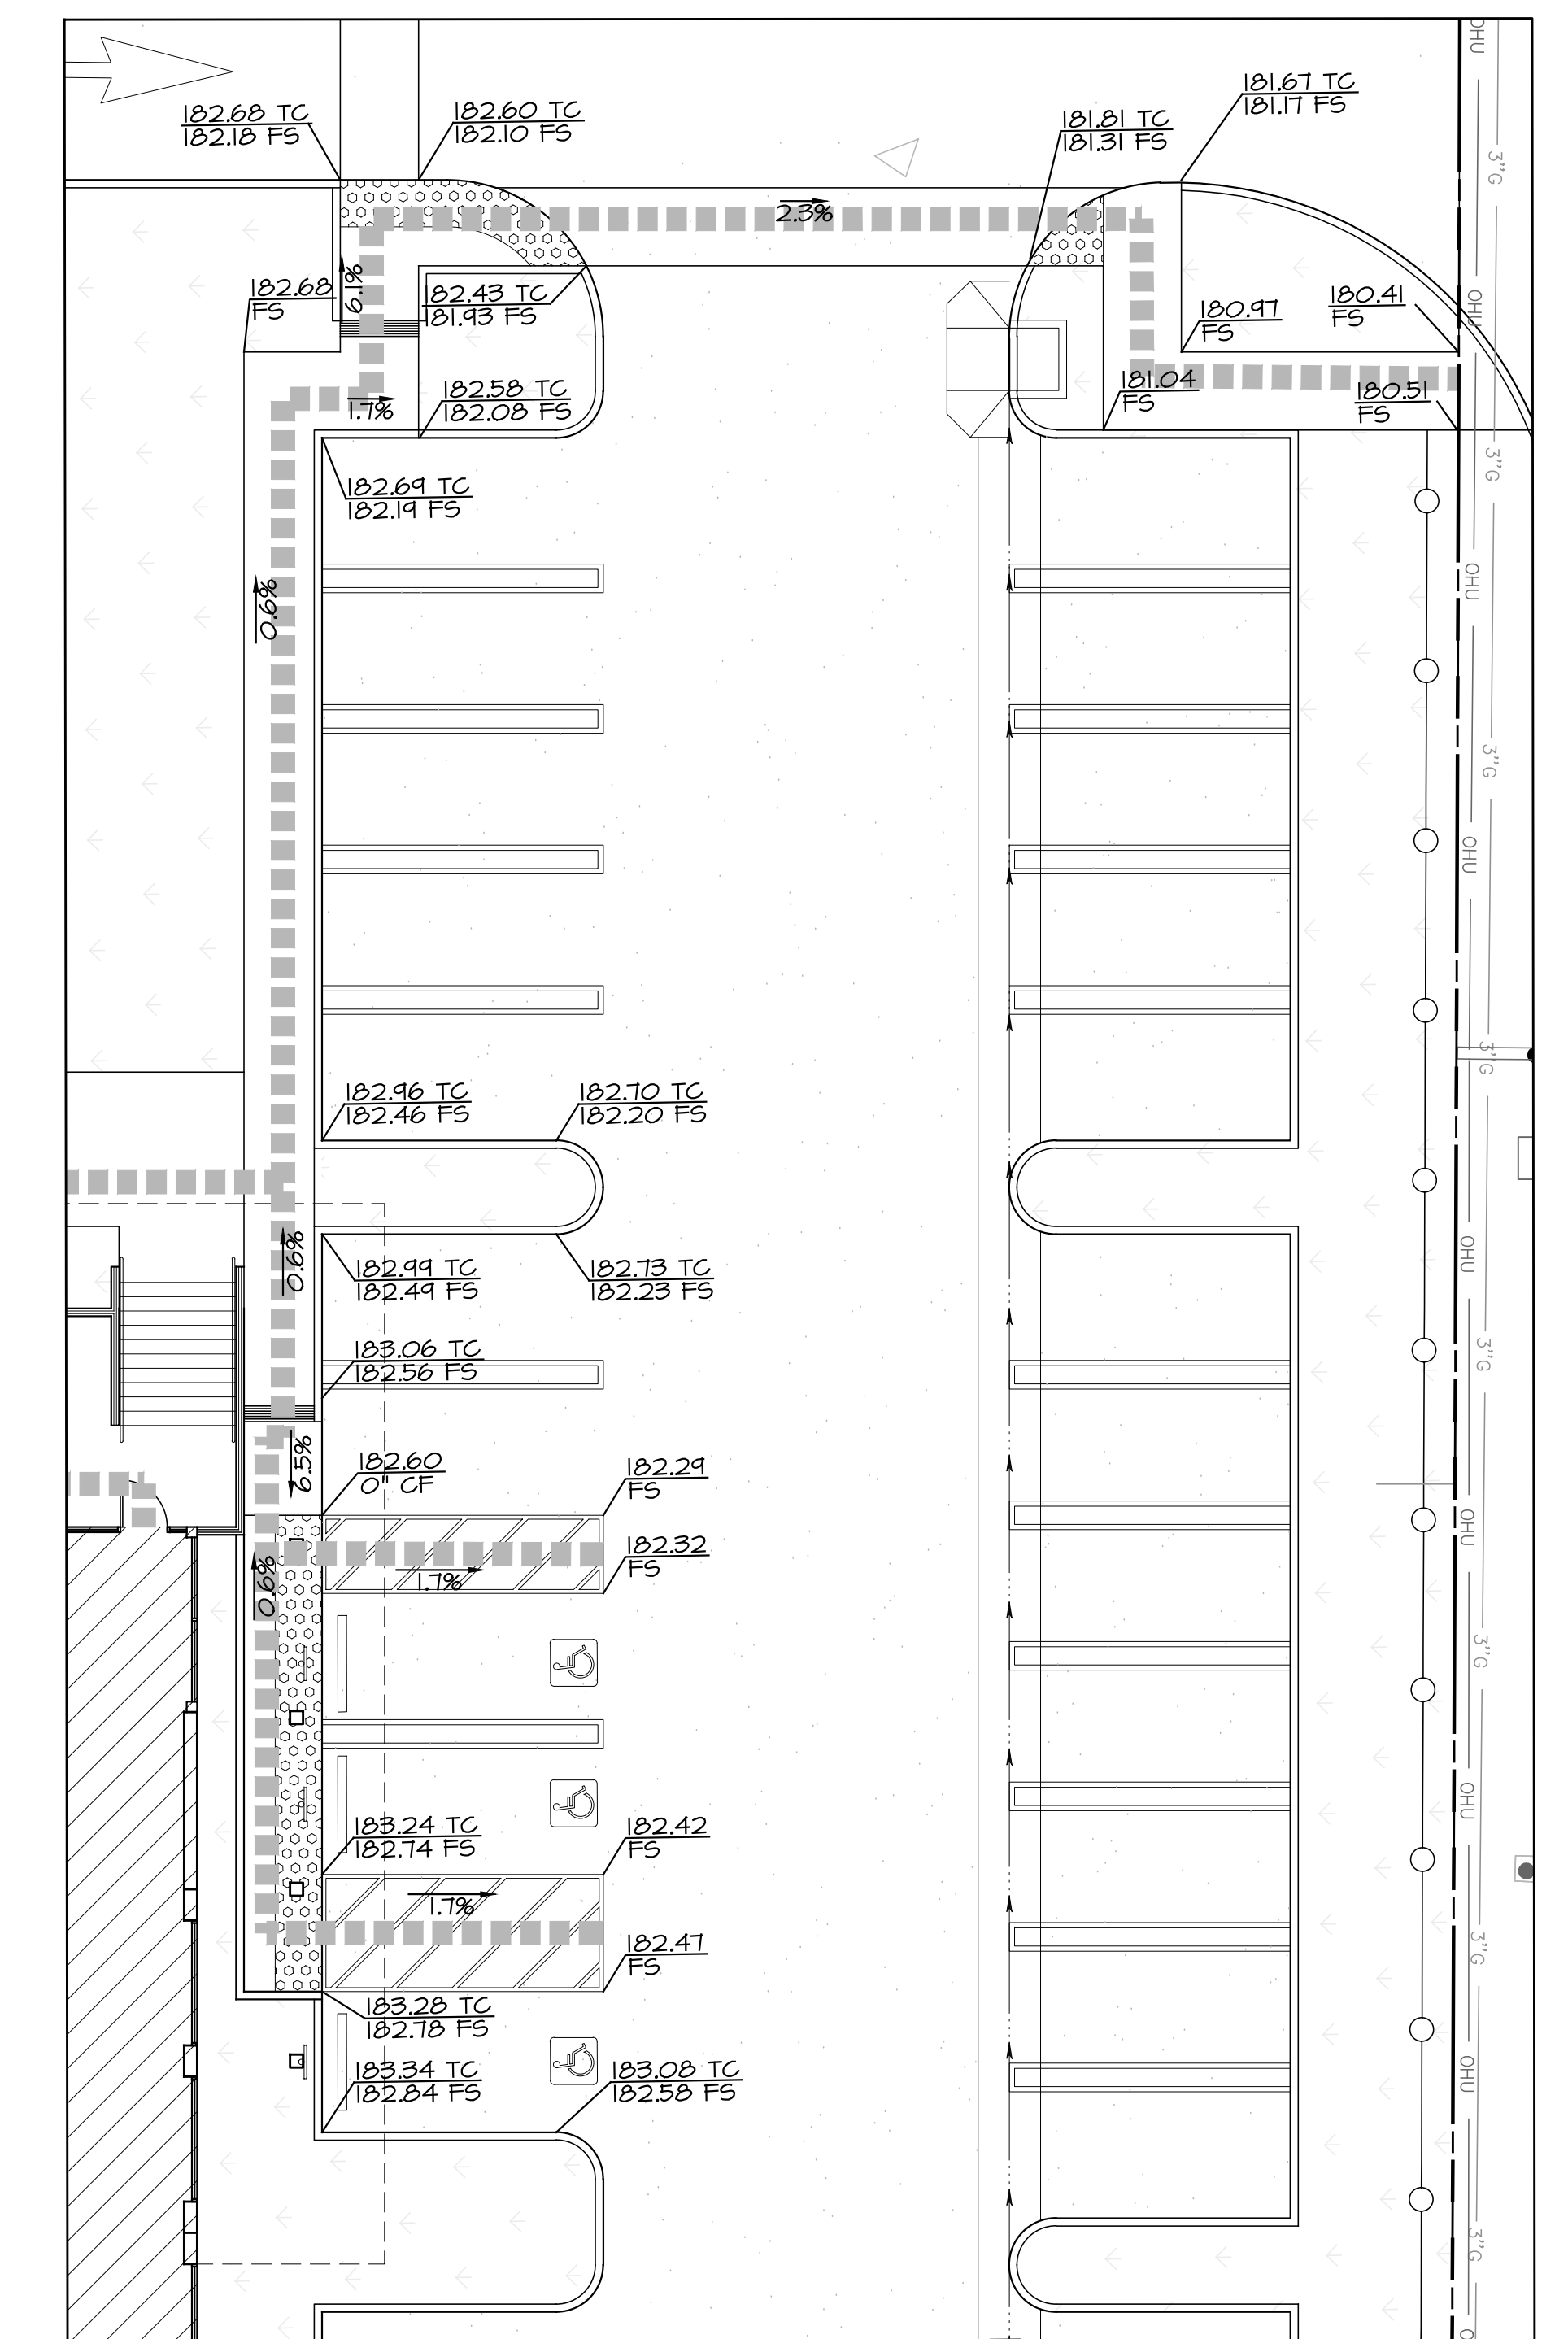 OHU
181.67 TC
181.17 FS
182.68 TC
182.18 FS
182.60 TC
182.10 FS
181.81 TC
181.31 FS
3"G
2.3%
6.1%
182.68
FS
182.43 TC
181.93 FS
180.97
FS
180.41
FS
OHU
182.58 TC
182.08 FS
1.7%
181.04
FS
180.51
FS
3"G
182.69 TC
182.19 FS
0.6%
OHU
3"G
OHU
3"G
182.96 TC
182.46 FS
182.70 TC
182.20 FS
0.6%
182.99 TC
182.49 FS
182.73 TC
182.23 FS
OHU
183.06 TC
182.56 FS
3"G
6.5%
182.60
0" CF
182.29
FS
OHU
182.32
FS
0.6%
1.7%
3"G
OHU
183.24 TC
182.74 FS
182.42
FS
1.7%
182.47
FS
3"G
183.28 TC
182.78 FS
OHU
183.34 TC
182.84 FS
183.08 TC
182.58 FS
3"G